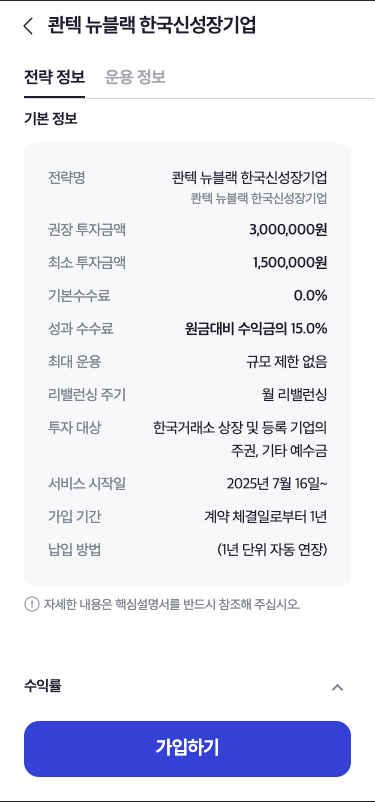 콴텍 뉴블랙 한국신성장기업
전략 정보 운용 정보
기본 정보
전략명 콴텍 뉴블랙 한국신성장기업
콴텍 뉴블랙 한국신성장기업
권장 투자금액 3,000,000원
최소 투자금액 1,500,000원
기본수수료 0.0%
성과 수수료 원금대비 수익금의 15.0%
최대 운용 규모 제한 없음
리밸런싱 주기 월 리밸런싱
투자 대상 한국거래소 상장 및 등록 기업의
주권, 기타 예수금
서비스 시작일 2025년 7월 16일~
가입 기간 계약 체결일로부터 1년
납입 방법 (1년 단위 자동 연장)
자세한 내용은 핵심설명서를 반드시 참조해 주십시오.
수익률
가입하기